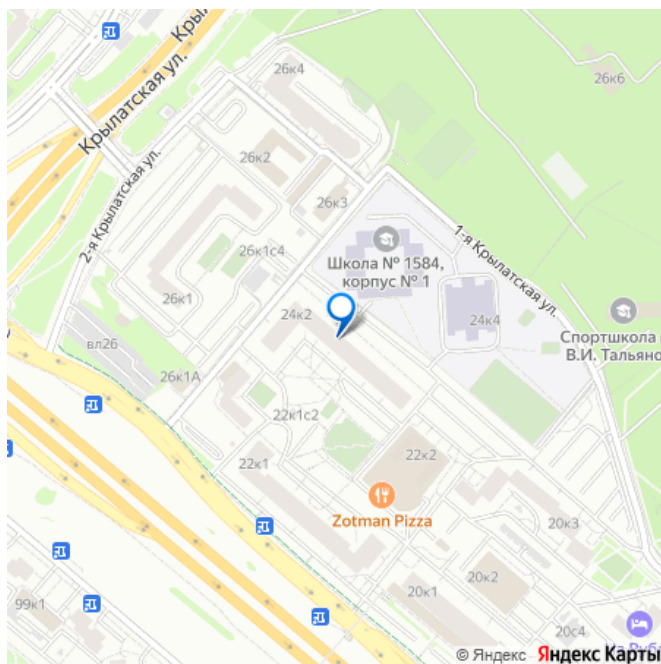 Крылатская ул.
26к4
26к6
Крылатская ул.
26к2
2-я Крылатская ул.
26к3
1-я Крылатская ул.
26к1с4
Школа № 1584,
корпус № 1
26к1
24к2
24к4
Спортшкола
В.И. Тальяно
вл26
26к1А
22к1с2
22к1
22к2
Zotman Pizza
20к3
20к2
20к1
99к1
20с4
© Яндекс Яндекс Карты